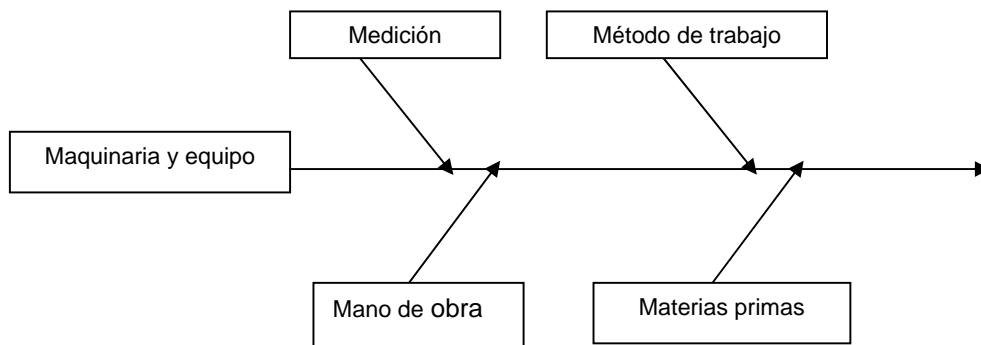 Medición
Método de trabajo
Maquinaria y equipo
Mano de obra
Materias primas